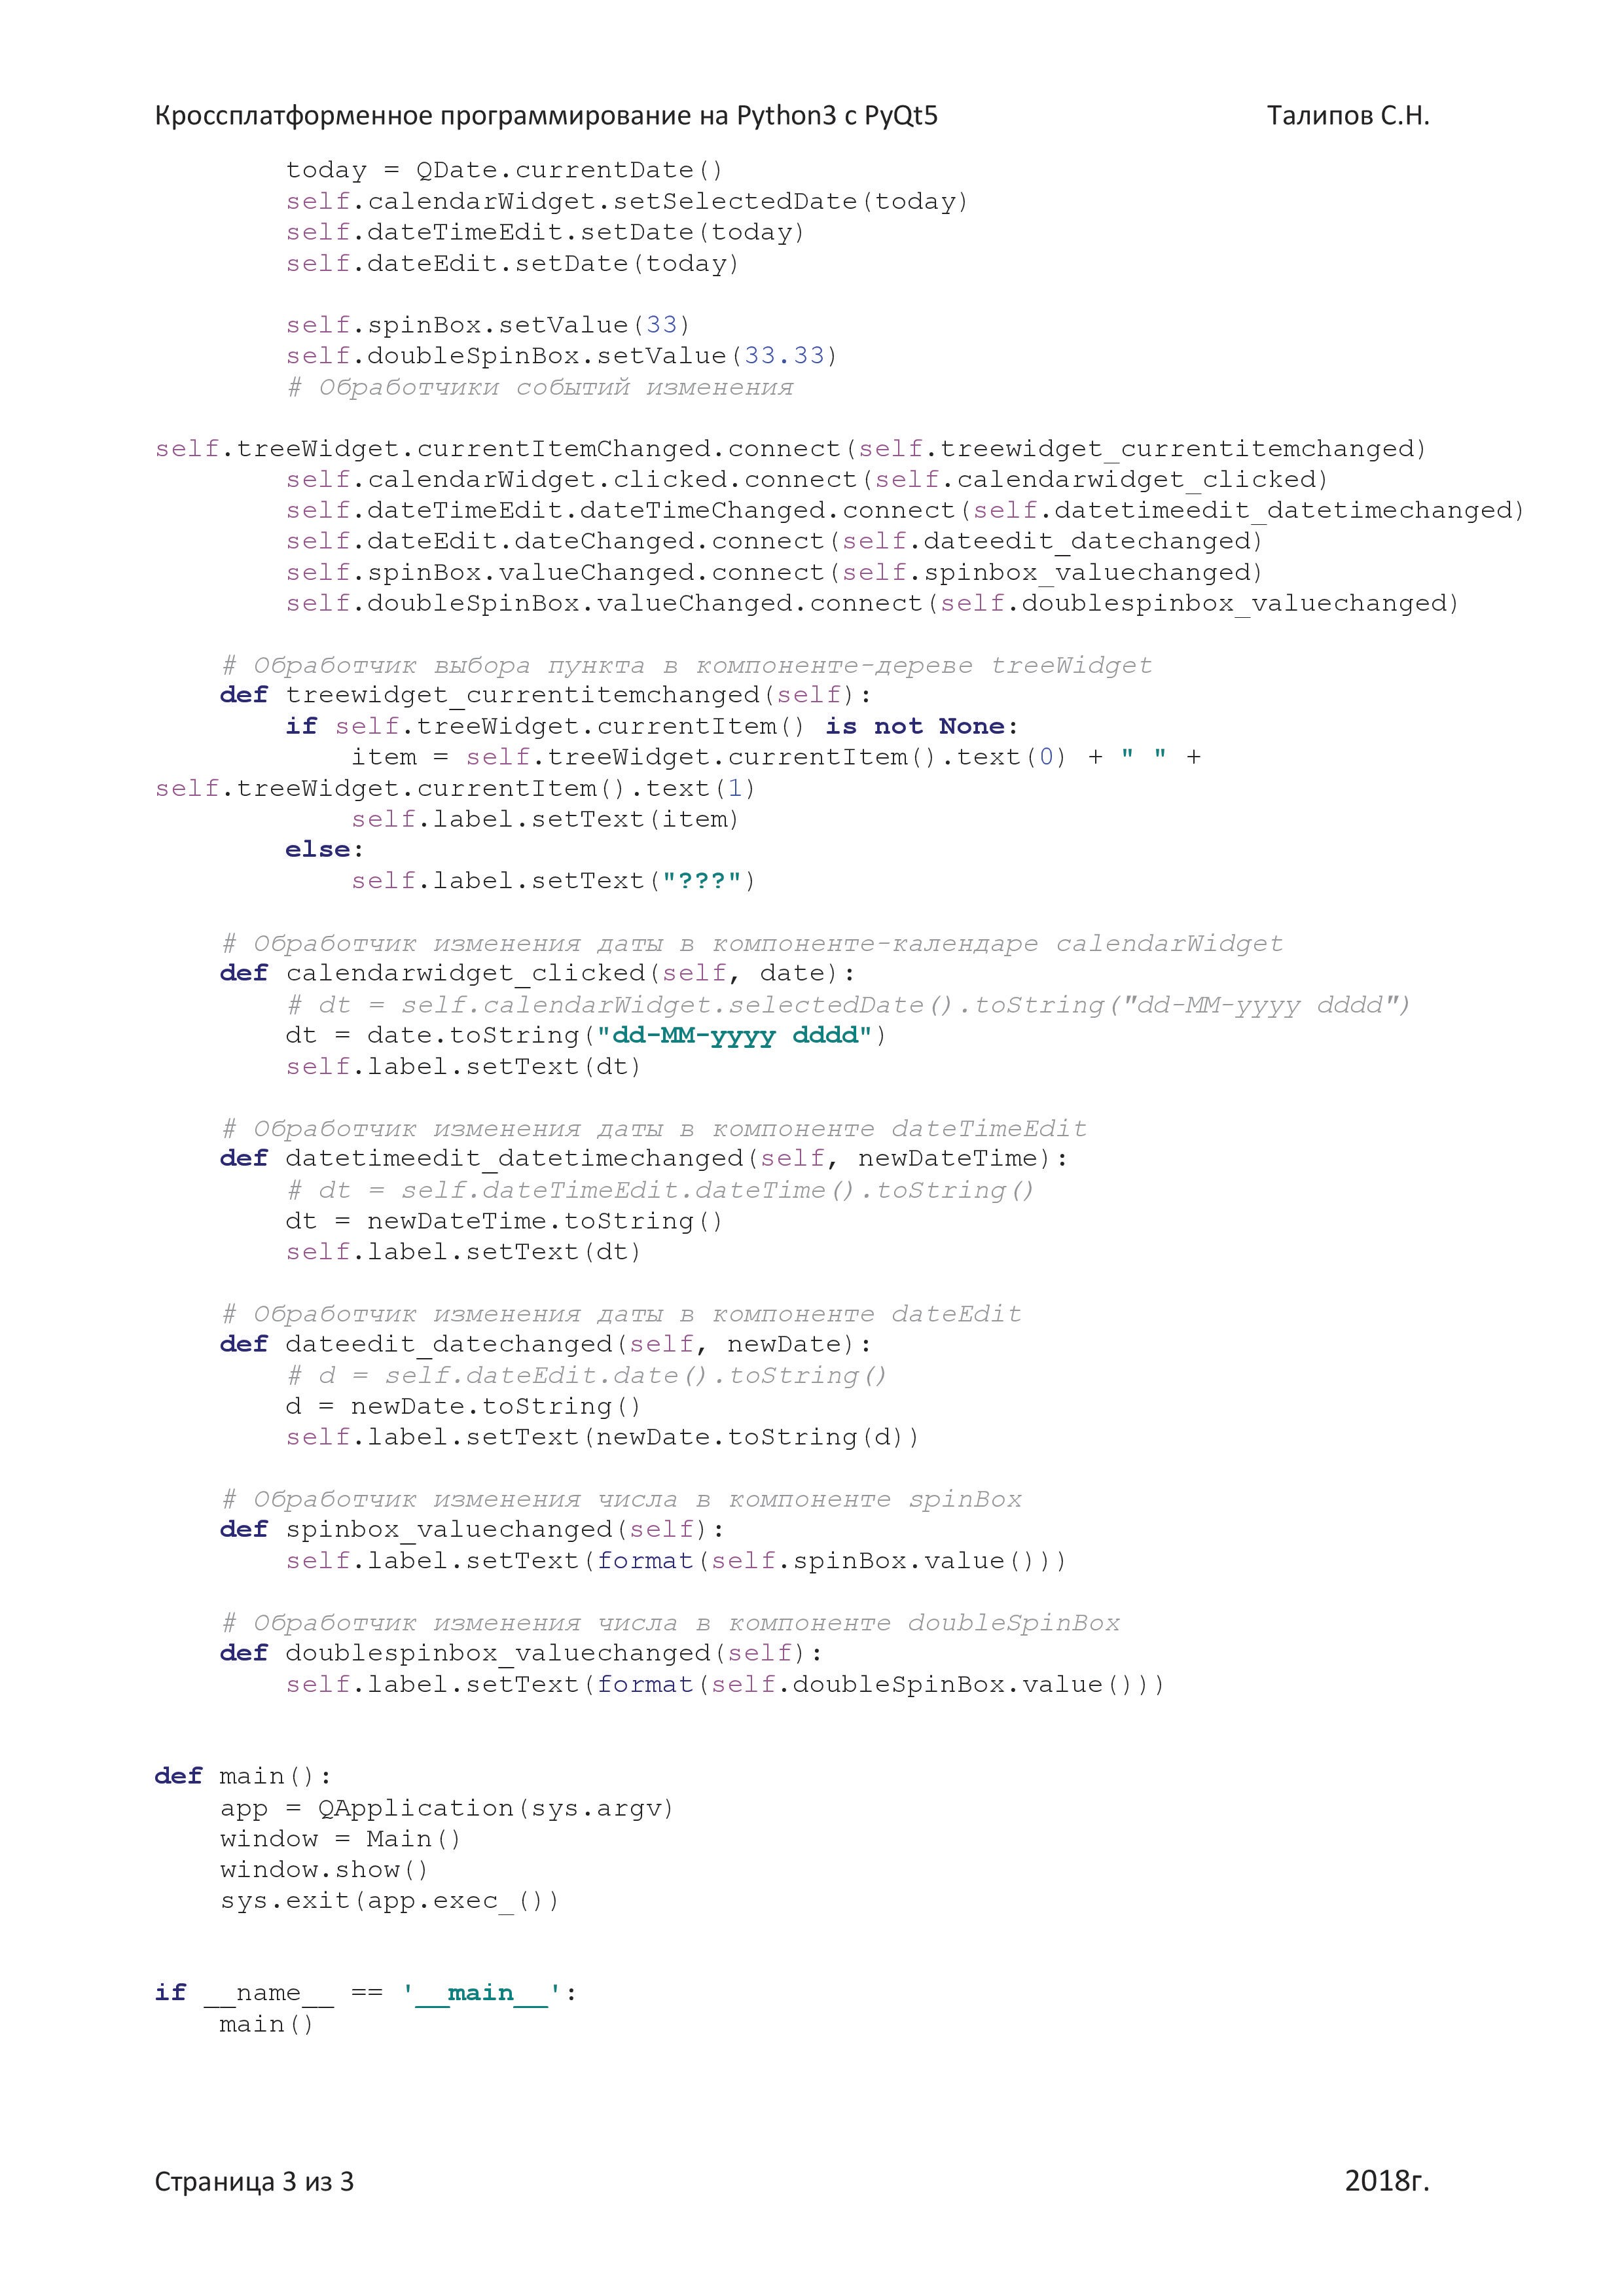 Кроссплатформенное программирование на Python3 с PyQt5 Талипов С.Н.
        today = QDate.currentDate()
        self.calendarWidget.setSelectedDate(today)
        self.dateTimeEdit.setDate(today)
        self.dateEdit.setDate(today)

        self.spinBox.setValue(33)
        self.doubleSpinBox.setValue(33.33)
        # Обработчики событий изменения

self.treeWidget.currentItemChanged.connect(self.treewidget_currentitemchanged)
        self.calendarWidget.clicked.connect(self.calendarwidget_clicked)
        self.dateTimeEdit.dateTimeChanged.connect(self.datetimeedit_datetimechanged)
        self.dateEdit.dateChanged.connect(self.dateedit_datechanged)
        self.spinBox.valueChanged.connect(self.spinbox_valuechanged)
        self.doubleSpinBox.valueChanged.connect(self.doublespinbox_valuechanged)

    # Обработчик выбора пункта в компоненте-дереве treeWidget
    def treewidget_currentitemchanged(self):
        if self.treeWidget.currentItem() is not None:
            item = self.treeWidget.currentItem().text(0) + " " +
self.treeWidget.currentItem().text(1)
            self.label.setText(item)
        else:
            self.label.setText("???")

    # Обработчик изменения даты в компоненте-календаре calendarWidget
    def calendarwidget_clicked(self, date):
        # dt = self.calendarWidget.selectedDate().toString("dd-MM-yyyy dddd")
        dt = date.toString("dd-MM-yyyy dddd")
        self.label.setText(dt)

    # Обработчик изменения даты в компоненте dateTimeEdit
    def datetimeedit_datetimechanged(self, newDateTime):
        # dt = self.dateTimeEdit.dateTime().toString()
        dt = newDateTime.toString()
        self.label.setText(dt)

    # Обработчик изменения даты в компоненте dateEdit
    def dateedit_datechanged(self, newDate):
        # d = self.dateEdit.date().toString()
        d = newDate.toString()
        self.label.setText(newDate.toString(d))

    # Обработчик изменения числа в компоненте spinBox
    def spinbox_valuechanged(self):
        self.label.setText(format(self.spinBox.value()))

    # Обработчик изменения числа в компоненте doubleSpinBox
    def doublespinbox_valuechanged(self):
        self.label.setText(format(self.doubleSpinBox.value()))


def main():
    app = QApplication(sys.argv)
    window = Main()
    window.show()
    sys.exit(app.exec_())


if __name__ == '__main__':
    main()
Страница 3 из 3 2018г.